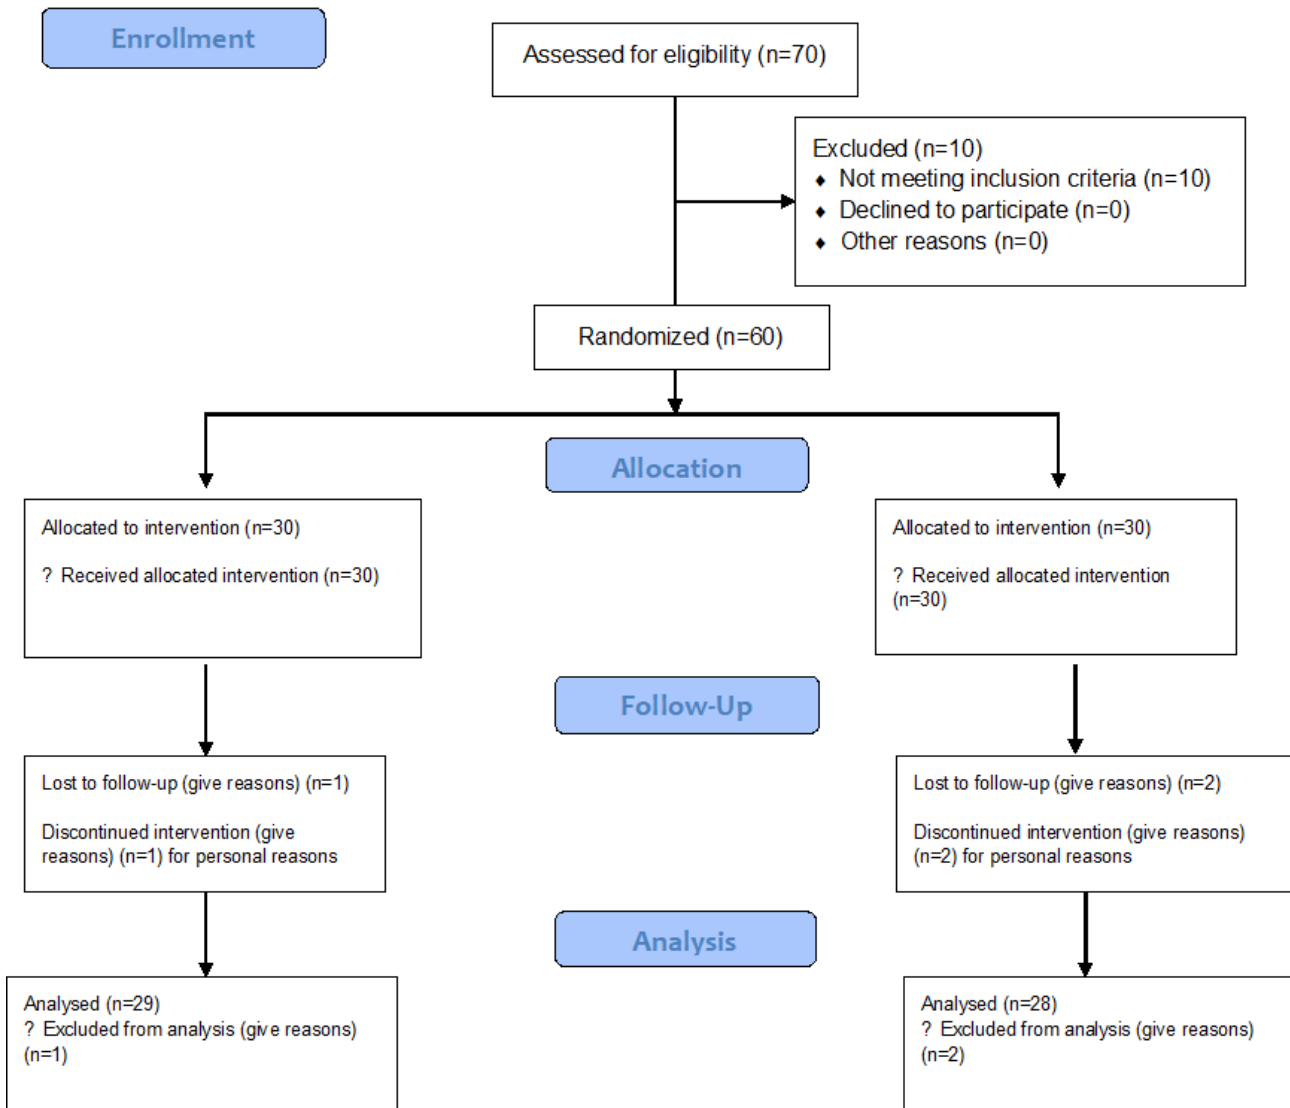 Enrollment
Assessed for eligibility (n=70)
Excluded (n=10)
♦ Not meeting inclusion criteria (n=10)
♦ Declined to participate (n=0)
♦ Other reasons (n=0)
Randomized (n=60)
Allocation
Allocated to intervention (n=30)
? Received allocated intervention (n=30)
Allocated to intervention (n=30)
? Received allocated intervention
(n=30)
Follow-Up
Lost to follow-up (give reasons) (n=1)
Discontinued intervention (give
reasons) (n=1) for personal reasons
Lost to follow-up (give reasons) (n=2)
Discontinued intervention (give reasons)
(n=2) for personal reasons
Analysis
Analysed (n=29)
? Excluded from analysis (give reasons)
(n=1)
Analysed (n=28)
? Excluded from analysis (give reasons)
(n=2)